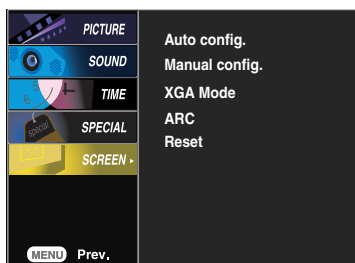 PICTURE
SOUND
TIME
SPECIAL
SCREEN
MENU Prev.
Auto config.
Manual config.
XGA Mode
ARC
Reset